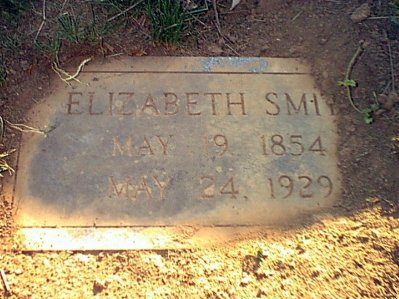 ELIZABETH SMI
MAY 19, 1854
MAY 24, 1929